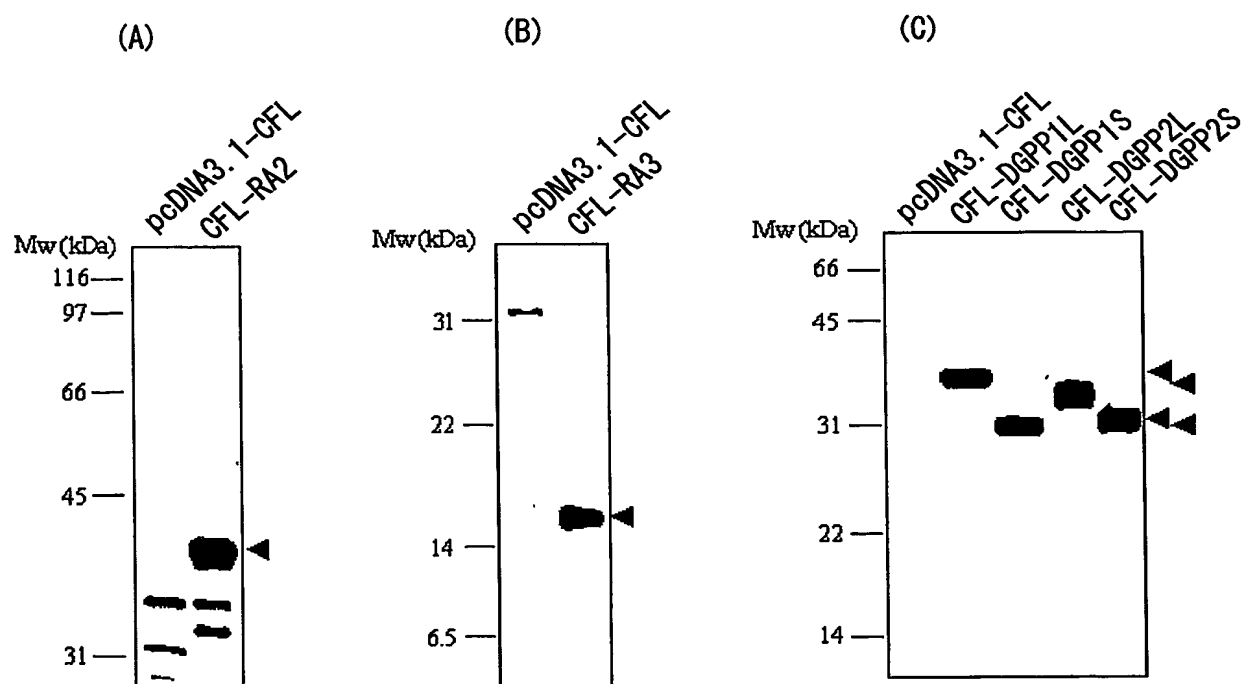 (A)
pcDNA3.1-CFL
CFL-RA2
Mw(kDa)
116
97
66
45
31
(B)
pcDNA3.1-CFL
CFL-RA3
Mw(kDa)
31
22
14
6.5
(C)
pcDNA3.1-CFL
CFL-DGPP1L
CFL-DGPP1S
CFL-DGPP2L
CFL-DGPP2S
Mw(kDa)
66
45
31
22
14